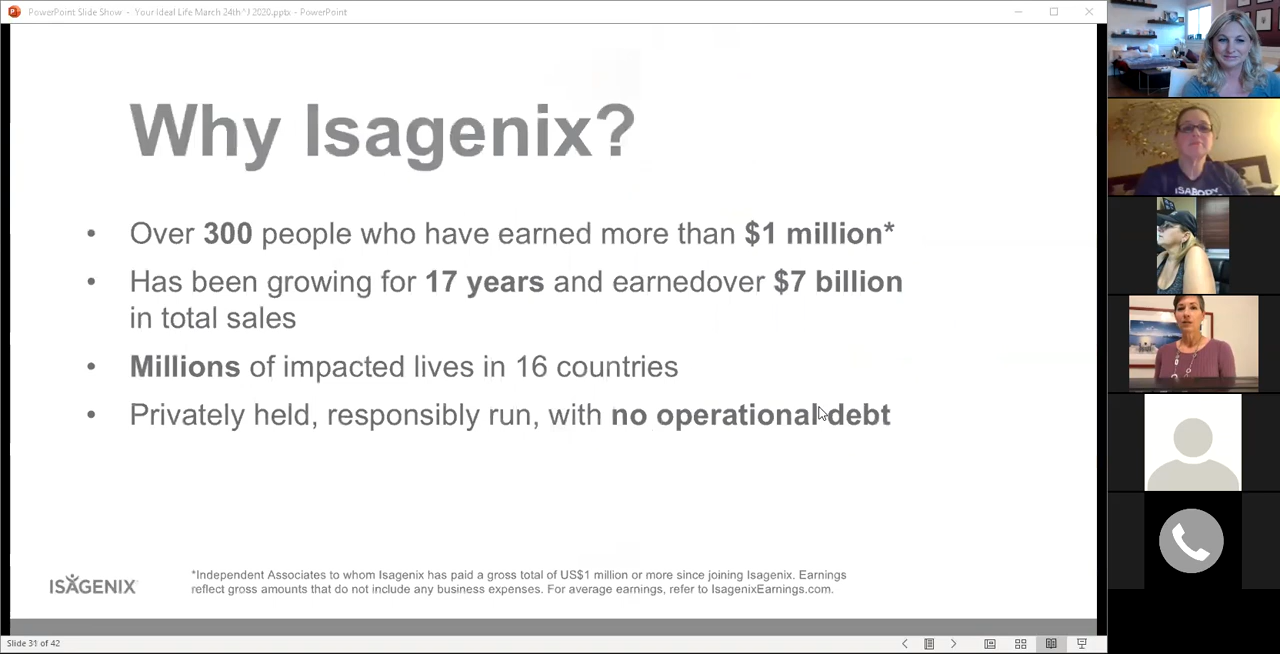 PowerPoint Slide Show - Your Ideal Life March 24th^J 2020.pptx - PowerPoint
Why Isagenix?
• Over 300 people who have earned more than $1 million*
• Has been growing for 17 years and earnedover $7 billion
in total sales
• Millions of impacted lives in 16 countries
• Privately held, responsibly run, with no operational debt
ISAGENIX
*Independent Associates to whom Isagenix has paid a gross total of US$1 million or more since joining Isagenix. Earnings
reflect gross amounts that do not include any business expenses. For average earnings, refer to IsagenixEarnings.com.
Slide 31 of 42
ISABODY